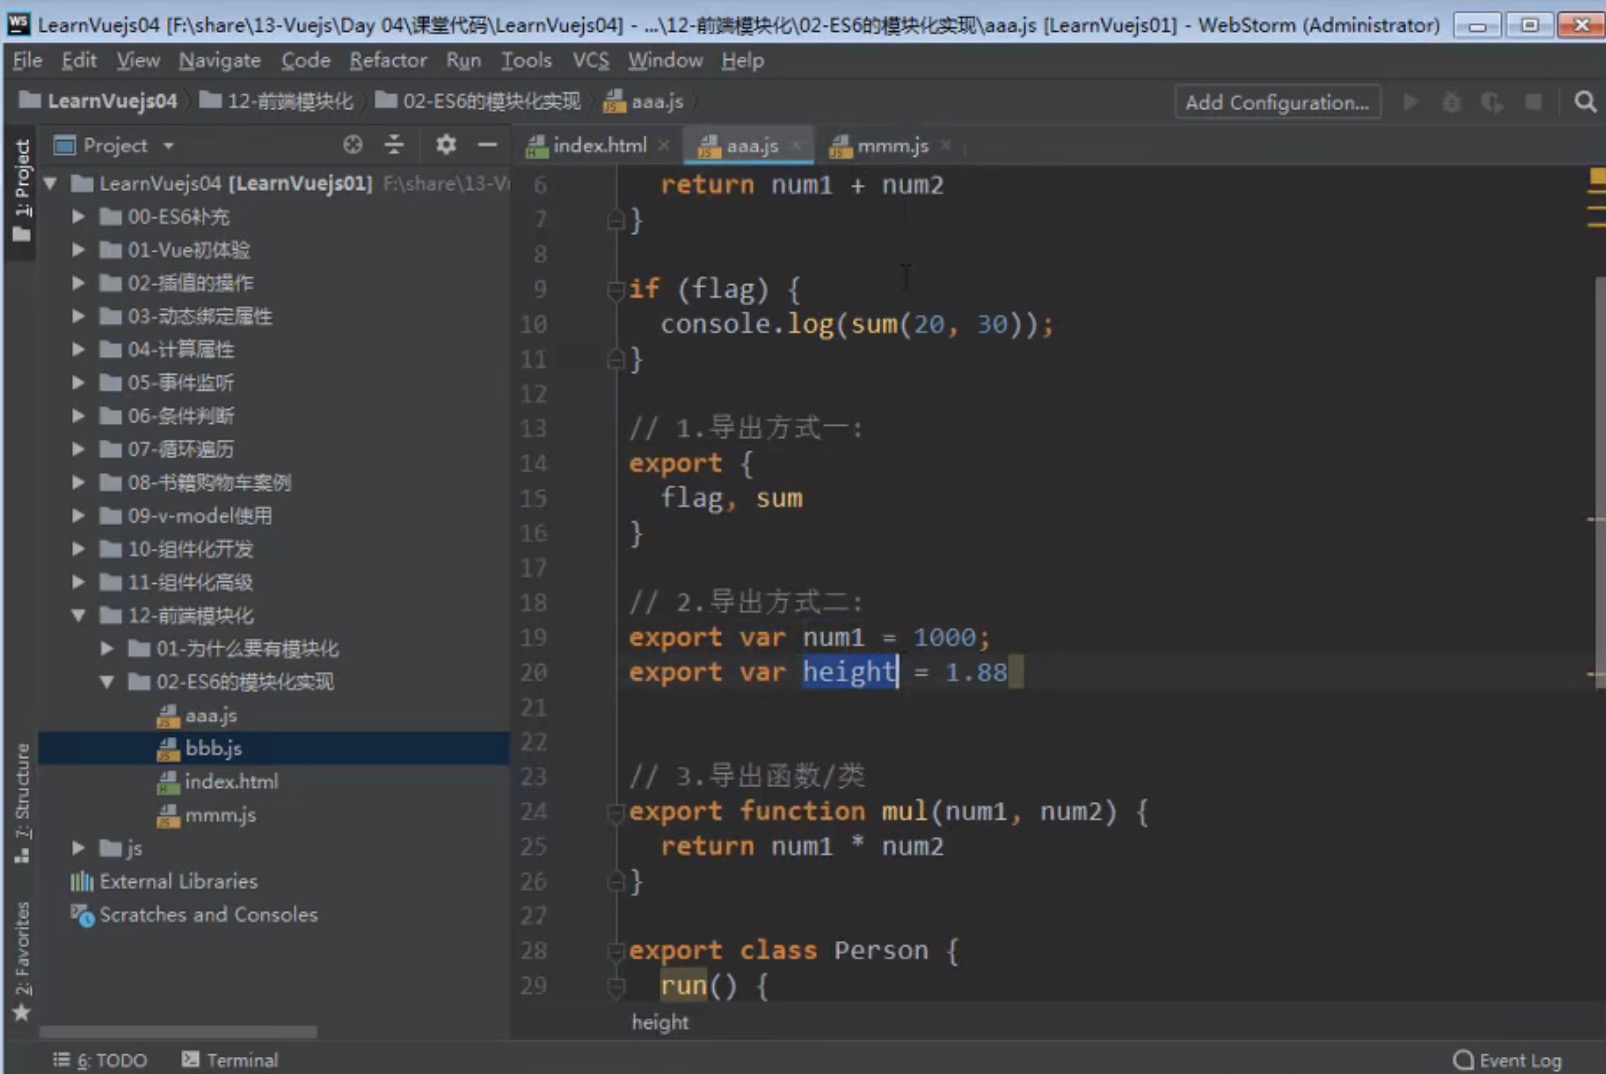 LearnVuejs04 [F:\share\13-Vuejs\Day 04\课堂代码\LearnVuejs04] - ...\12-前端模块化\02-ES6的模块化实现\aaa.js [LearnVuejs01] - WebStorm (Administrator)
File Edit View Navigate Code Refactor Run Tools VCS Window Help
LearnVuejs04 12-前端模块化 02-ES6的模块化实现 aaa.js Add Configuration...
1: Project
Project
index.html aaa.js mmm.js
LearnVuejs04 [LearnVuejs01] F:\share\13-V
00-ES6补充
01-Vue初体验
02-插值的操作
03-动态绑定属性
04-计算属性
05-事件监听
06-条件判断
07-循环遍历
08-书籍购物车案例
09-v-model使用
10-组件化开发
11-组件化高级
12-前端模块化
01-为什么要有模块化
02-ES6的模块化实现
aaa.js
bbb.js
index.html
mmm.js
js
External Libraries
Scratches and Consoles
7: Structure
2: Favorites
6 return num1 + num2
7 }
8
9 if (flag) {
10 console.log(sum(20, 30));
11 }
12
13 // 1.导出方式一:
14 export {
15 flag, sum
16 }
17
18 // 2.导出方式二:
19 export var num1 = 1000;
20 export var height = 1.88
21
22
23 // 3.导出函数/类
24 export function mul(num1, num2) {
25 return num1 * num2
26 }
27
28 export class Person {
29 run() {
height
6: TODO Terminal Event Log